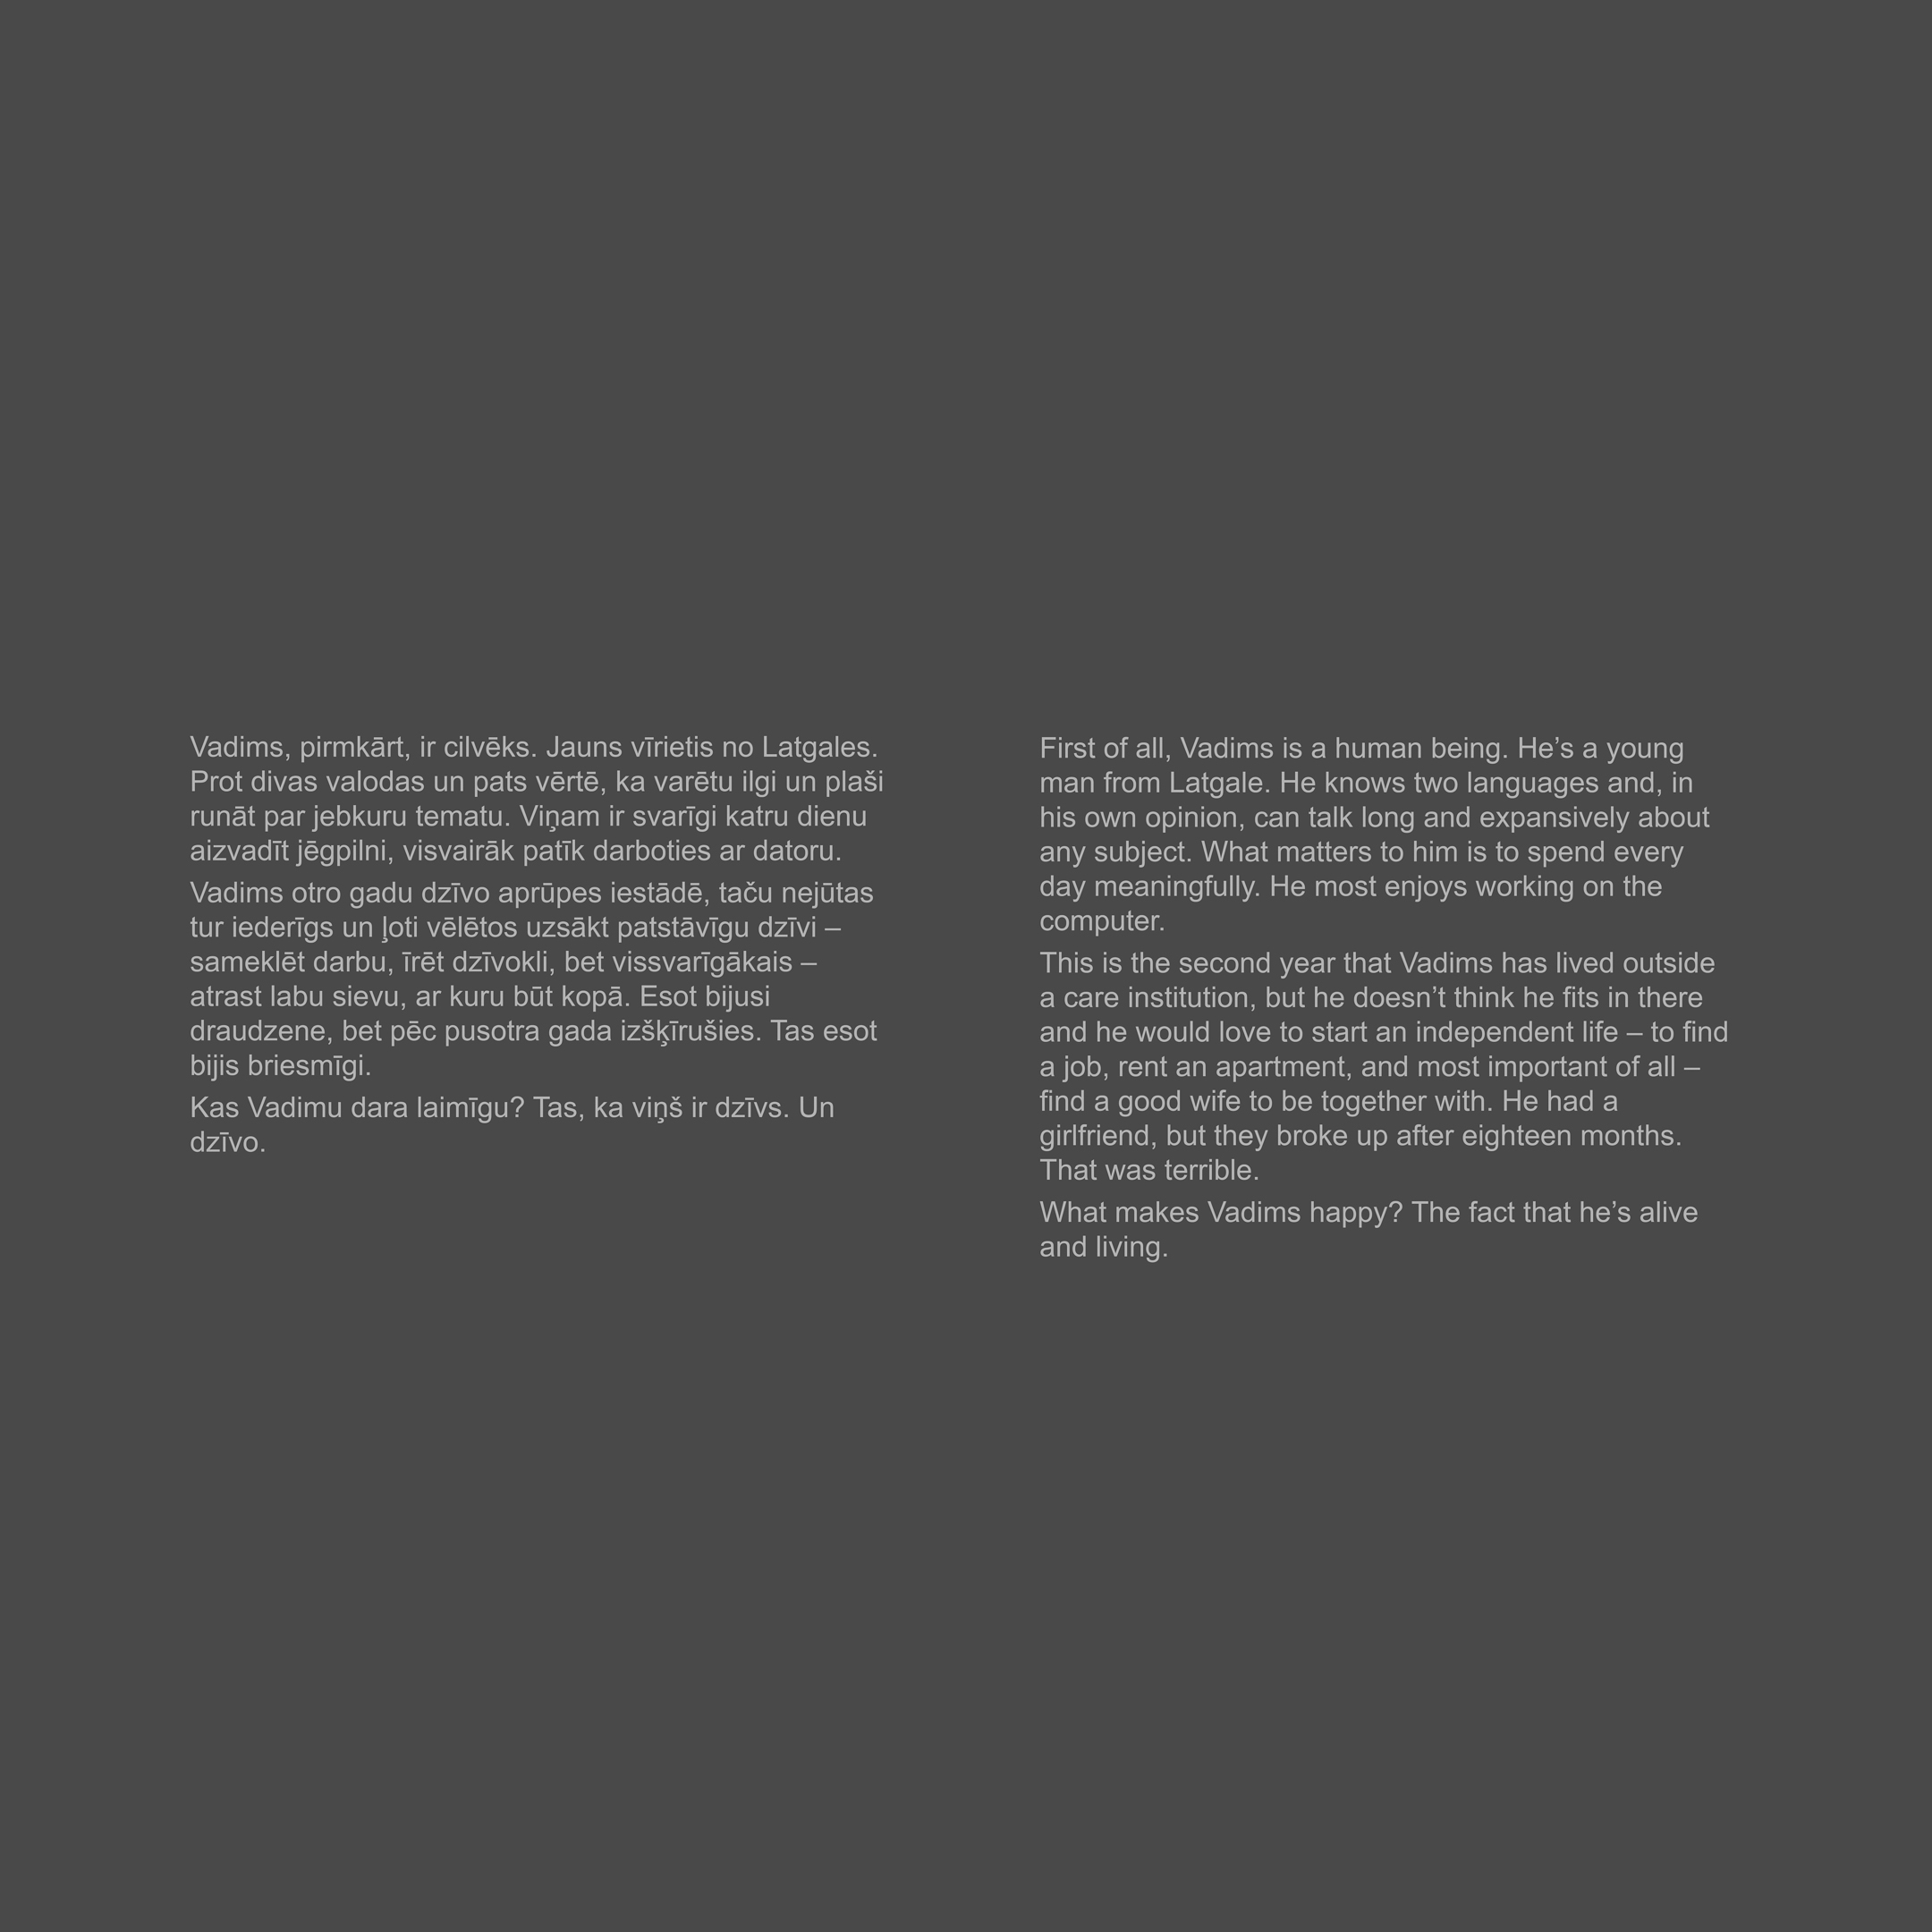 Vadims, pirmkārt, ir cilvēks. Jauns vīrietis no Latgales.
Prot divas valodas un pats vērtē, ka varētu ilgi un plaši
runāt par jebkuru tematu. Viņam ir svarīgi katru dienu
aizvadīt jēgpilni, visvairāk patīk darboties ar datoru.
Vadims otro gadu dzīvo aprūpes iestādē, taču nejūtas
tur iederīgs un ļoti vēlētos uzsākt patstāvīgu dzīvi –
sameklēt darbu, īrēt dzīvokli, bet vissvarīgākais –
atrast labu sievu, ar kuru būt kopā. Esot bijusi
draudzene, bet pēc pusotra gada izšķīrušies. Tas esot
bijis briesmīgi.
Kas Vadimu dara laimīgu? Tas, ka viņš ir dzīvs. Un
dzīvo.
First of all, Vadims is a human being. He’s a young
man from Latgale. He knows two languages and, in
his own opinion, can talk long and expansively about
any subject. What matters to him is to spend every
day meaningfully. He most enjoys working on the
computer.
This is the second year that Vadims has lived outside
a care institution, but he doesn’t think he fits in there
and he would love to start an independent life – to find
a job, rent an apartment, and most important of all –
find a good wife to be together with. He had a
girlfriend, but they broke up after eighteen months.
That was terrible.
What makes Vadims happy? The fact that he’s alive
and living.